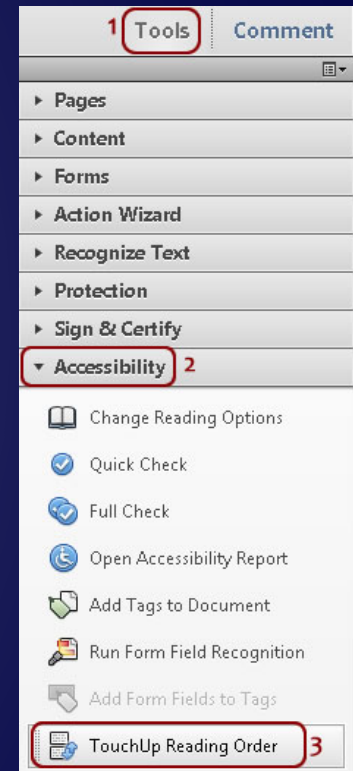 1 Tools Comment
Pages
Content
Forms
Action Wizard
Recognize Text
Protection
Sign & Certify
Accessibility 2
Change Reading Options
Quick Check
Full Check
Open Accessibility Report
Add Tags to Document
Run Form Field Recognition
Add Form Fields to Tags
TouchUp Reading Order 3